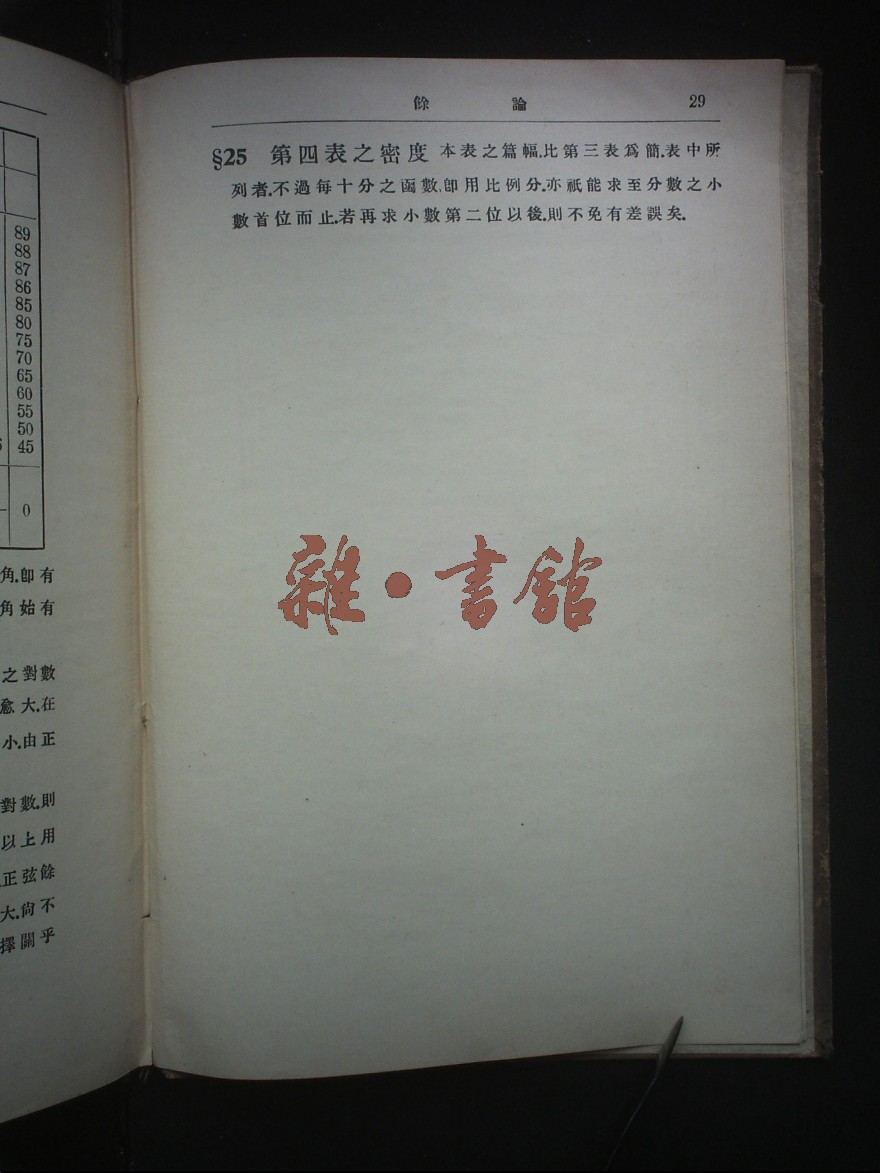 89
88
87
86
85
80
75
70
65
60
55
50
45
0
角.卽有
角始有
之對數
愈大.在
小.由正
對數.則
以上用
正弦餘
大.尙不
擇關乎
餘論 29
§25 第四表之密度 本表之篇幅.比第三表爲簡.表中所
列者.不過每十分之函數.卽用比例分.亦祇能求至分數之小
數首位而止.若再求小數第二位以後.則不免有差誤矣.
雜·書館